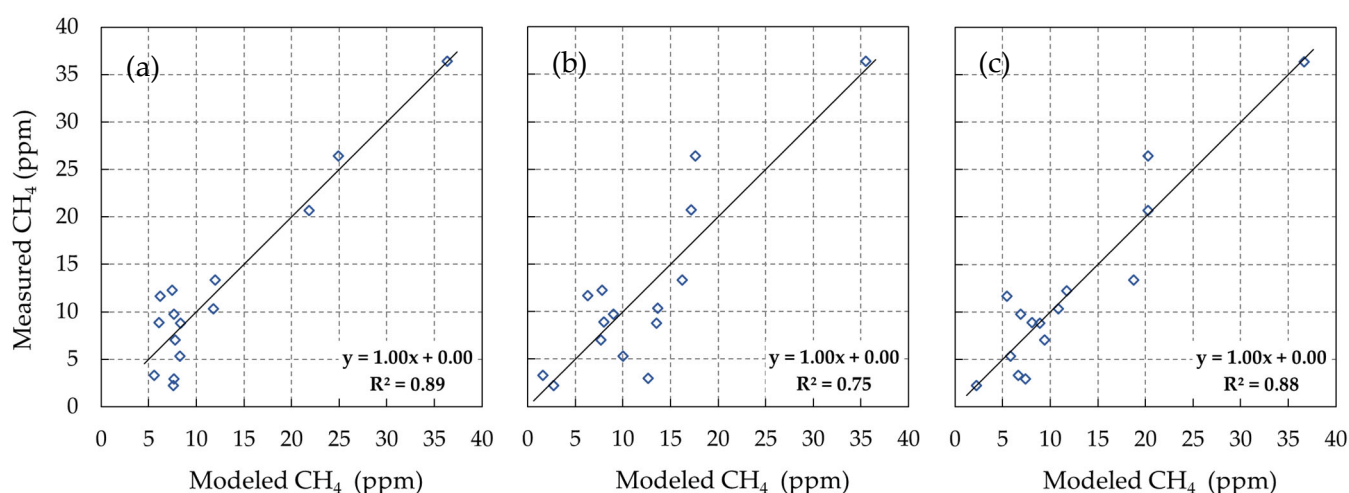 Measured CH₄ (ppm)
40
35
30
25
20
15
10
5
0
(a)
y = 1.00x + 0.00
R² = 0.89
0 5 10 15 20 25 30 35 40
Modeled CH₄ (ppm)
(b)
y = 1.00x + 0.00
R² = 0.75
0 5 10 15 20 25 30 35 40
Modeled CH₄ (ppm)
(c)
y = 1.00x + 0.00
R² = 0.88
0 5 10 15 20 25 30 35 40
Modeled CH₄ (ppm)